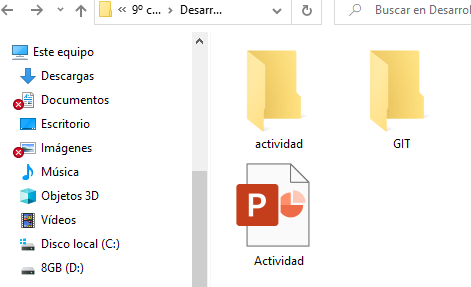 « 9º c... > Desarr...
Buscar en Desarrol
Este equipo
Descargas
Documentos
Escritorio
Imágenes
Música
Objetos 3D
Vídeos
Disco local (C:)
8GB (D:)
actividad
GIT
P
Actividad